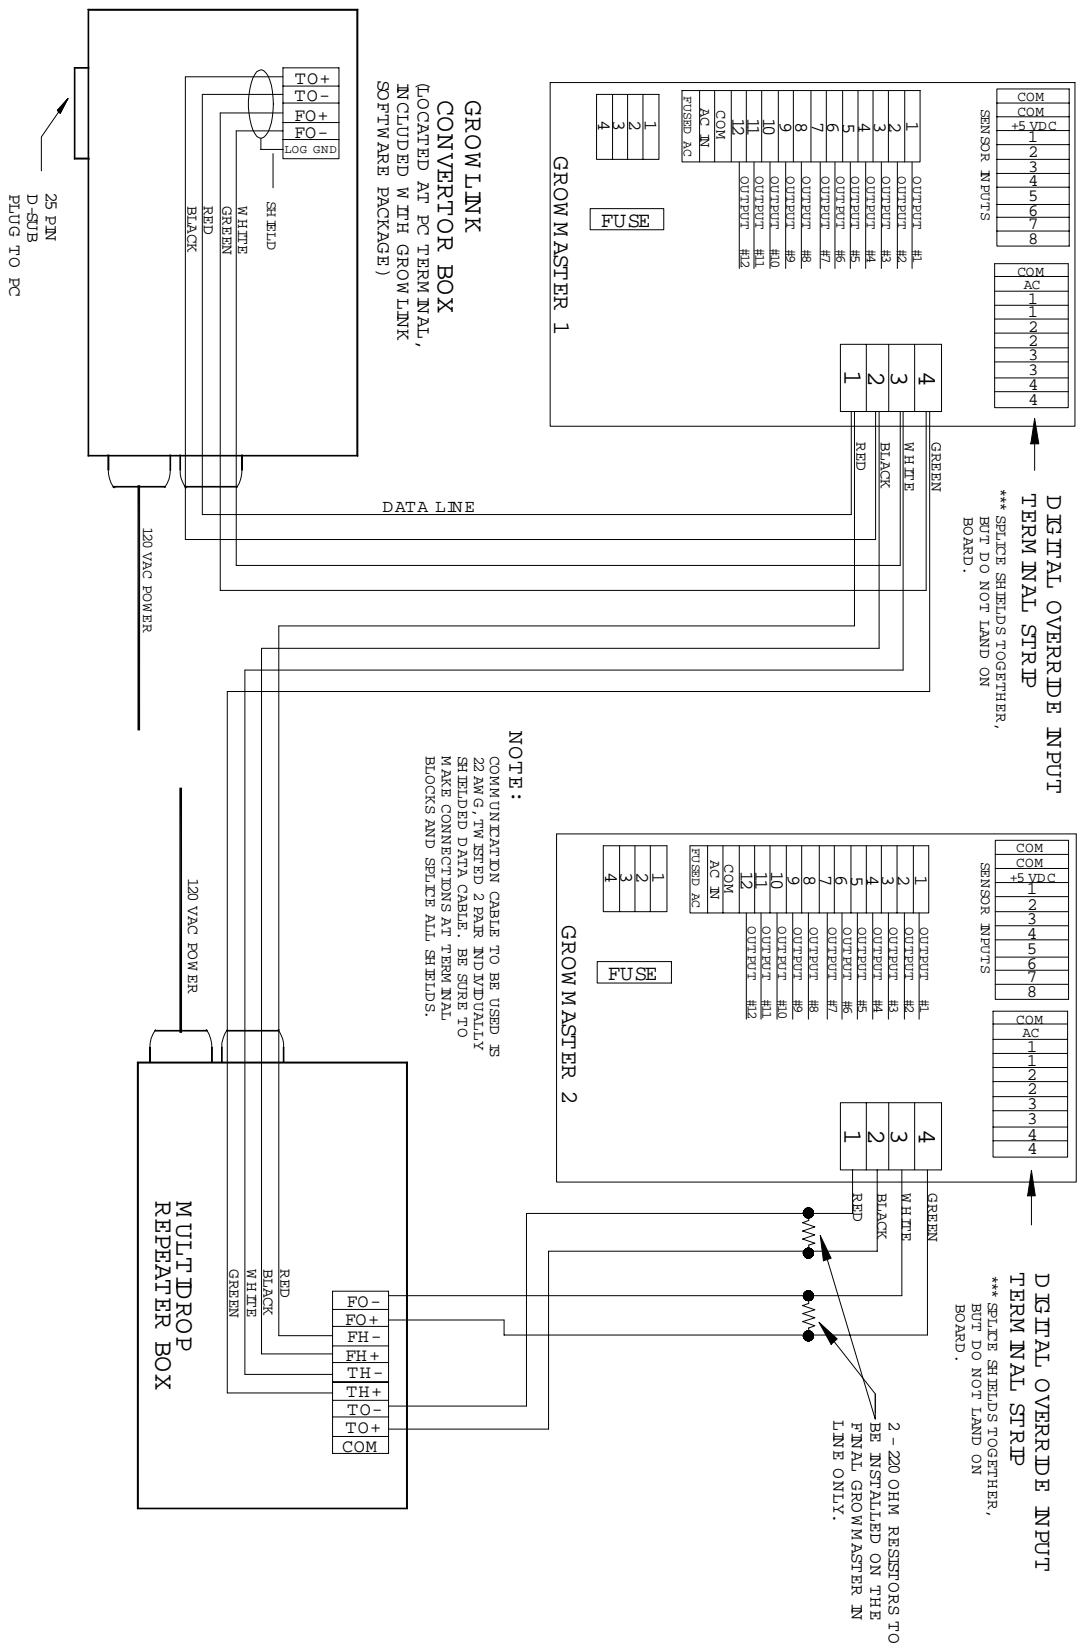 COM
COM
+5 VDC
1
2
3
4
5
6
7
8
SENSOR INPUTS
COM
AC
1
1
2
2
3
3
4
4
1
2
3
4
5
6
7
8
9
10
11
12
COM
AC IN
FUSED AC
OUTPUT #1
OUTPUT #2
OUTPUT #3
OUTPUT #4
OUTPUT #5
OUTPUT #6
OUTPUT #7
OUTPUT #8
OUTPUT #9
OUTPUT #10
OUTPUT #11
OUTPUT #12
1
2
3
4
FUSE
GROWMASTER 1
4
3
2
1
GREEN
WHITE
BLACK
RED
DIGITAL OVERRIDE INPUT
TERMINAL STRIP
*** SPLICE SHIELDS TOGETHER,
BUT DO NOT LAND ON
BOARD.
COM
COM
+5 VDC
1
2
3
4
5
6
7
8
SENSOR INPUTS
COM
AC
1
1
2
2
3
3
4
4
1
2
3
4
5
6
7
8
9
10
11
12
COM
AC IN
FUSED AC
OUTPUT #1
OUTPUT #2
OUTPUT #3
OUTPUT #4
OUTPUT #5
OUTPUT #6
OUTPUT #7
OUTPUT #8
OUTPUT #9
OUTPUT #10
OUTPUT #11
OUTPUT #12
1
2
3
4
FUSE
GROWMASTER 2
4
3
2
1
GREEN
WHITE
BLACK
RED
DIGITAL OVERRIDE INPUT
TERMINAL STRIP
*** SPLICE SHIELDS TOGETHER,
BUT DO NOT LAND ON
BOARD.
2 - 220 OHM RESISTORS TO
BE INSTALLED ON THE
FINAL GROWMASTER IN
LINE ONLY.
GROWLINK
CONVERTOR BOX
(LOCATED AT PC TERMINAL,
INCLUDED WITH GROWLINK
SOFTWARE PACKAGE)
TO+
TO-
FO+
FO-
LOG GND
SHIELD
WHITE
GREEN
RED
BLACK
25 PIN
D-SUB
PLUG TO PC
DATA LINE
120 VAC POWER
NOTE:
COMMUNICATION CABLE TO BE USED IS
22 AWG, TWISTED 2 PAIR INDIVIDUALLY
SHIELDED DATA CABLE. BE SURE TO
MAKE CONNECTIONS AT TERMINAL
BLOCKS AND SPLICE ALL SHIELDS.
120 VAC POWER
RED
BLACK
WHITE
GREEN
FO-
FO+
FH-
FH+
TH-
TH+
TO-
TO+
COM
MULTIDROP
REPEATER BOX